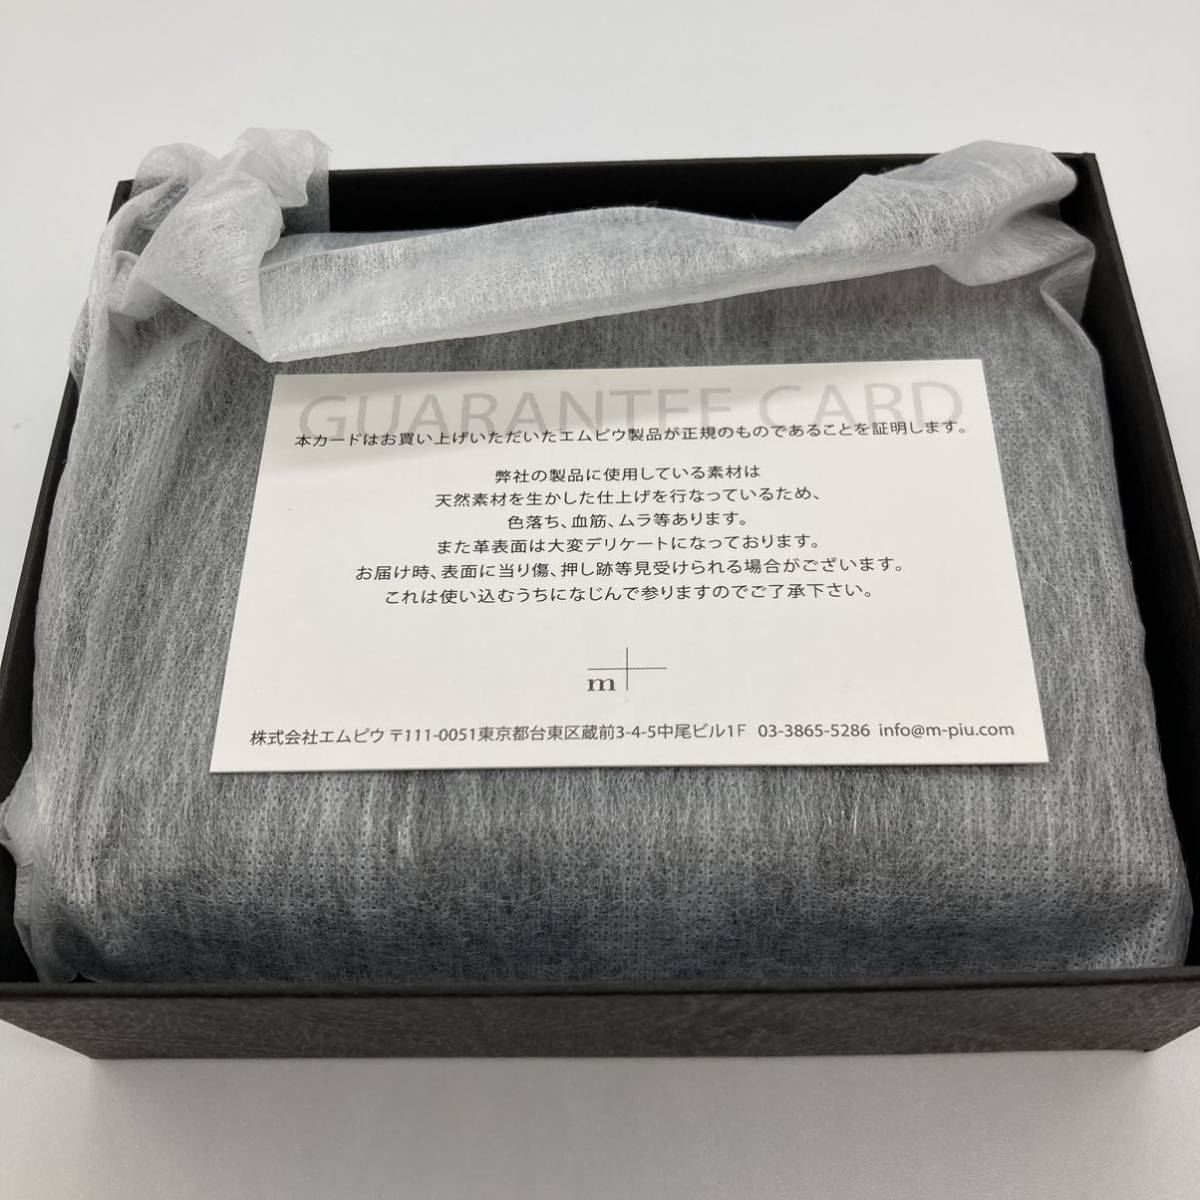 GUARANTEE CARD
本カードはお買い上げいただいたエムピウ製品が正規のものであることを証明します。
弊社の製品に使用している素材は
天然素材を生かした仕上げを行なっているため、
色落ち、血筋、ムラ等あります。
また革表面は大変デリケートになっております。
お届け時、表面に当り傷、押し跡等見受けられる場合がございます。
これは使い込むうちになじんで参りますのでご了承下さい。
m+
株式会社エムピウ 〒111-0051東京都台東区蔵前3-4-5中尾ビル1F 03-3865-5286 info@m-piu.com